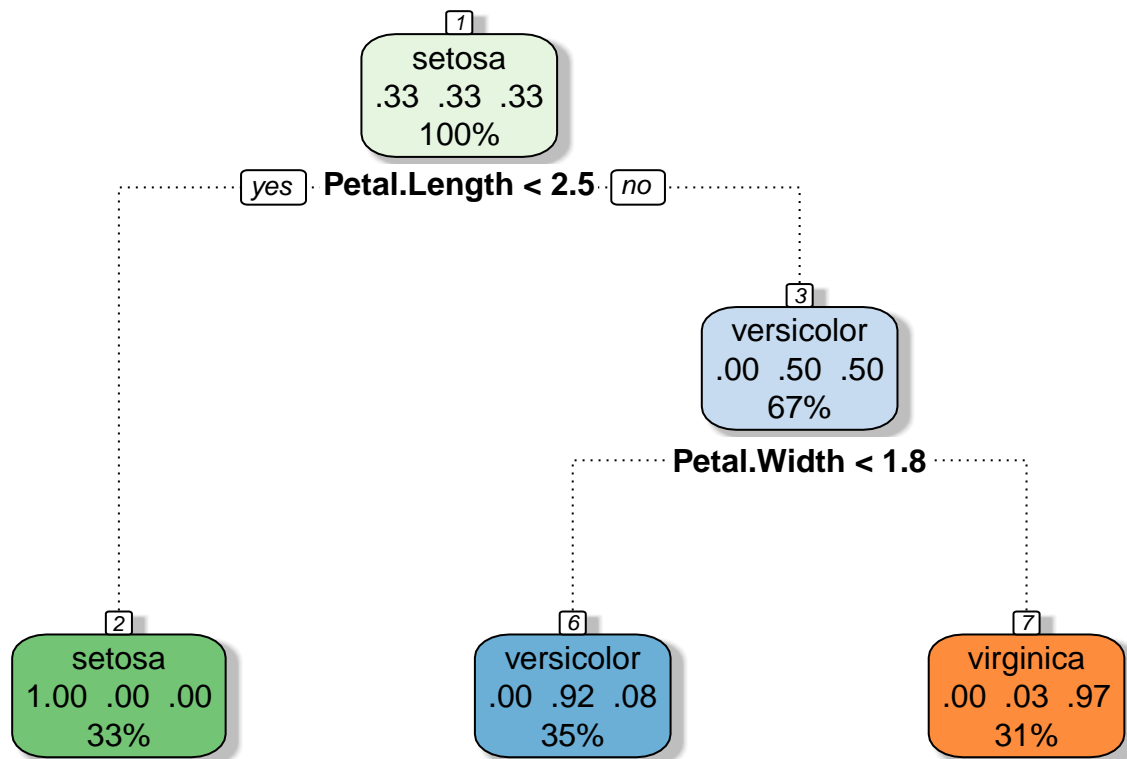 1
setosa
.33 .33 .33
100%
yes Petal.Length < 2.5 no
3
versicolor
.00 .50 .50
67%
Petal.Width < 1.8
2
setosa
1.00 .00 .00
33%
6
versicolor
.00 .92 .08
35%
7
virginica
.00 .03 .97
31%